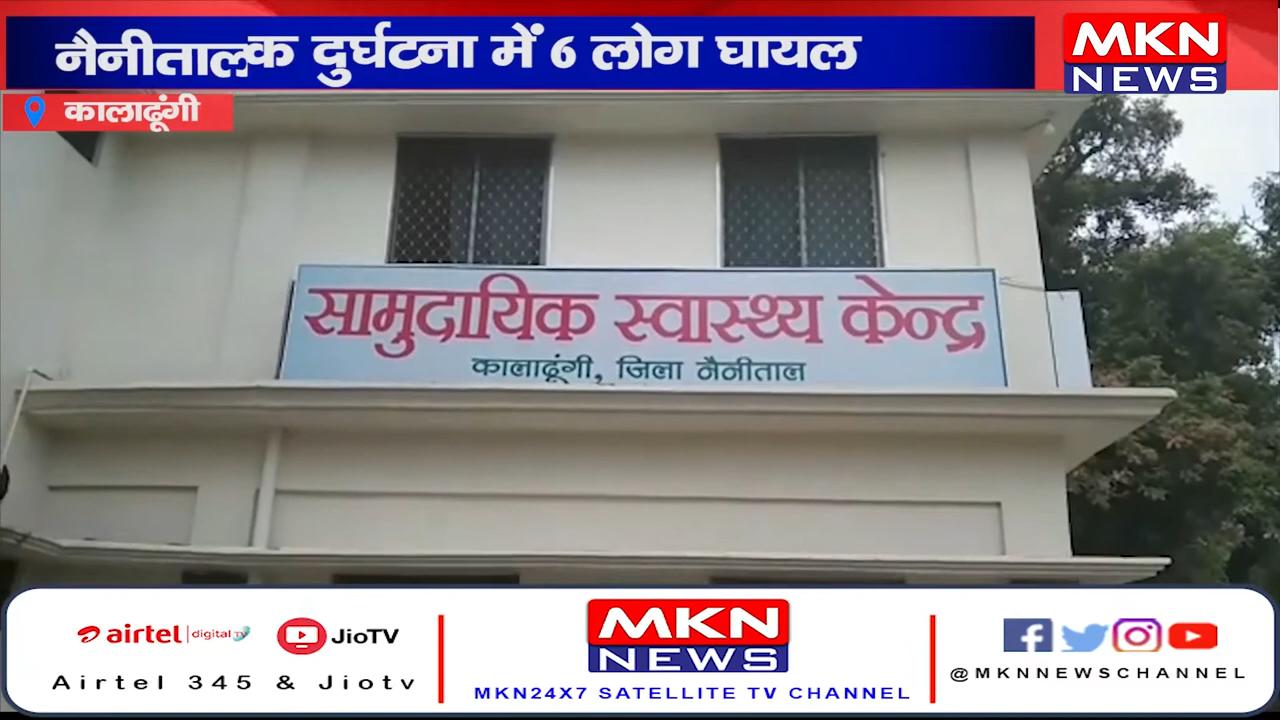 नैनीताल
क दुर्घटना में 6 लोग घायल
MKN
NEWS
कालाढूंगी
सामुदायिक स्वास्थ्य केन्द्र
कालाढूंगी, जिला नैनीताल
airtel digital TV
JioTV
Airtel 345 & Jiotv
MKN
NEWS
MKN24X7 SATELLITE TV CHANNEL
@MKNNEWSCHANNEL